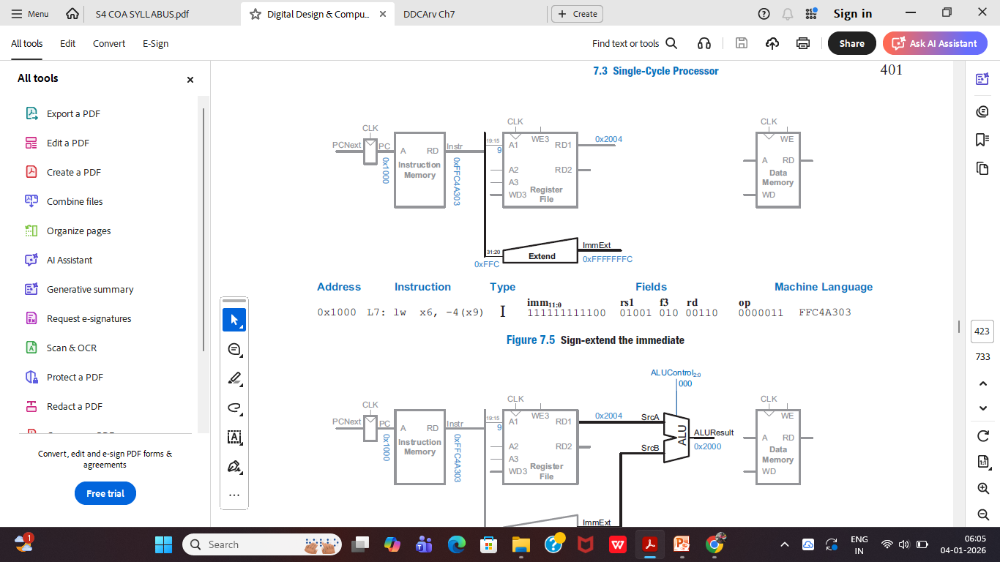 Menu
S4 COA SYLLABUS.pdf
Digital Design & Compu...
DDCArv Ch7
Create
Sign in
All tools
Edit
Convert
E-Sign
Find text or tools
Share
Ask AI Assistant
All tools
Export a PDF
Edit a PDF
Create a PDF
Combine files
Organize pages
AI Assistant
Generative summary
Request e-signatures
Scan & OCR
Protect a PDF
Redact a PDF
Convert, edit and e-sign PDF forms &
agreements
Free trial
7.3 Single-Cycle Processor
401
CLK
PCNext
PC
0x1000
A
RD
Instruction
Memory
Instr
0xFFC4A303
CLK
19:15
9
A1
WE3
RD1
0x2004
A2
RD2
A3
WD3
Register
File
CLK
WE
A
RD
Data
Memory
WD
31:20
0xFFC
Extend
ImmExt
0xFFFFFFFC
Address Instruction Type Fields Machine Language
imm11:0 rs1 f3 rd op
0x1000 L7: lw x6, -4(x9) I 111111111100 01001 010 00110 0000011 FFC4A303
Figure 7.5 Sign-extend the immediate
ALUControl2:0
000
CLK
PCNext
PC
0x1000
A
RD
Instruction
Memory
Instr
0xFFC4A303
CLK
19:15
9
A1
WE3
RD1
0x2004
SrcA
A2
RD2
A3
WD3
Register
File
SrcB
ALU
ALUResult
0x2000
CLK
WE
A
RD
Data
Memory
WD
ImmExt
423
733
1:1
1
Search
ENG
IN
06:05
04-01-2026